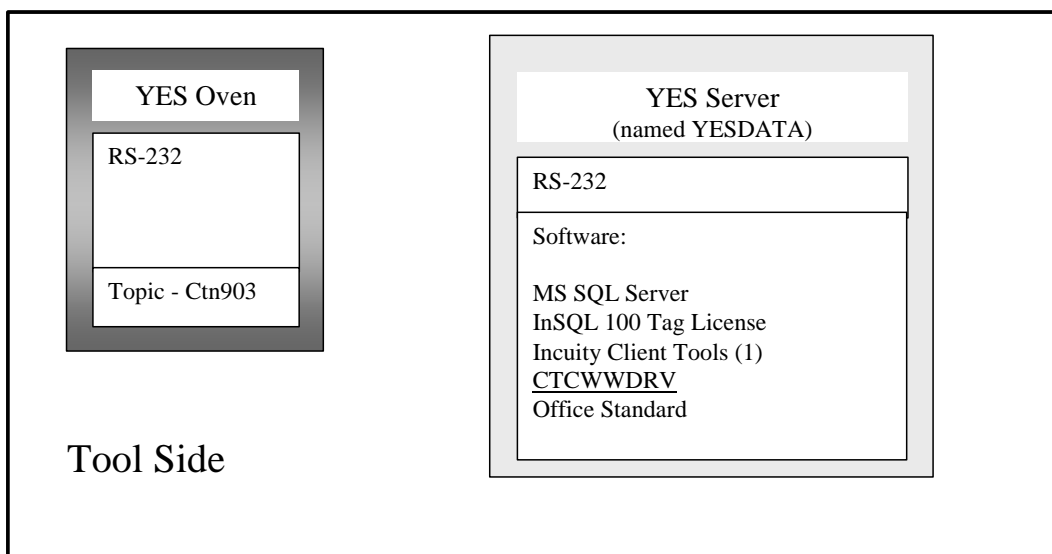 YES Oven
RS-232
Topic - Ctn903
Tool Side
YES Server
(named YESDATA)
RS-232
Software:
MS SQL Server
InSQL 100 Tag License
Incuity Client Tools (1)
CTCWWDRV
Office Standard